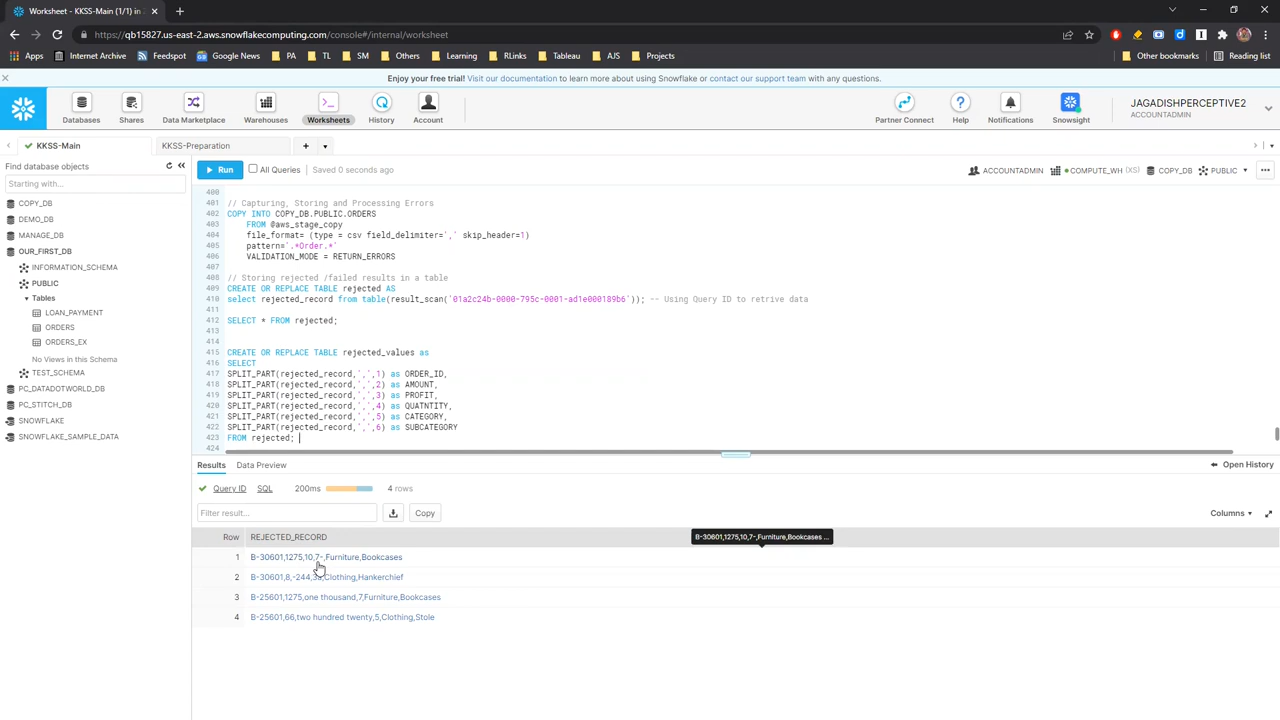 Worksheet - KKSS-Main (1/1) in a
https://qb15827.us-east-2.aws.snowflakecomputing.com/console#/internal/worksheet
Apps Internet Archive Feedspot Google News PA TL SM Others Learning RLinks Tableau AJS Projects Other bookmarks Reading list
Enjoy your free trial! Visit our documentation to learn more about using Snowflake or contact our support team with any questions.
Databases Shares Data Marketplace Warehouses Worksheets History Account Partner Connect Help Notifications Snowsight
JAGADISHPERCEPTIVE2
ACCOUNTADMIN
KKSS-Main KKSS-Preparation
Find database objects
Starting with...
COPY_DB
DEMO_DB
MANAGE_DB
OUR_FIRST_DB
INFORMATION_SCHEMA
PUBLIC
Tables
LOAN_PAYMENT
ORDERS
ORDERS_EX
No Views in this Schema
TEST_SCHEMA
PC_DATADOTWORLD_DB
PC_STITCH_DB
SNOWFLAKE
SNOWFLAKE_SAMPLE_DATA
Run All Queries Saved 0 seconds ago ACCOUNTADMIN COMPUTE_WH (XS) COPY_DB PUBLIC
400
401 // Capturing, Storing and Processing Errors
402 COPY INTO COPY_DB.PUBLIC.ORDERS
403 FROM @aws_stage_copy
404 file_format= (type = csv field_delimiter=',' skip_header=1)
405 pattern='.*Order.*'
406 VALIDATION_MODE = RETURN_ERRORS
407
408 // Storing rejected /failed results in a table
409 CREATE OR REPLACE TABLE rejected AS
410 select rejected_record from table(result_scan('01a2c24b-0000-795c-0001-ad1e000189b6')); -- Using Query ID to retrive data
411
412 SELECT * FROM rejected;
413
414
415 CREATE OR REPLACE TABLE rejected_values as
416 SELECT
417 SPLIT_PART(rejected_record,',',1) as ORDER_ID,
418 SPLIT_PART(rejected_record,',',2) as AMOUNT,
419 SPLIT_PART(rejected_record,',',3) as PROFIT,
420 SPLIT_PART(rejected_record,',',4) as QUATNTITY,
421 SPLIT_PART(rejected_record,',',5) as CATEGORY,
422 SPLIT_PART(rejected_record,',',6) as SUBCATEGORY
423 FROM rejected;
424
Results Data Preview Open History
Query ID SQL 200ms 4 rows
Filter result... Copy Columns
Row REJECTED_RECORD
B-30601,1275,10,7-,Furniture,Bookcases ...
1 B-30601,1275,10,7-,Furniture,Bookcases
2 B-30601,8,-244,3a,Clothing,Hankerchief
3 B-25601,1275,one thousand,7,Furniture,Bookcases
4 B-25601,66,two hundred twenty,5,Clothing,Stole